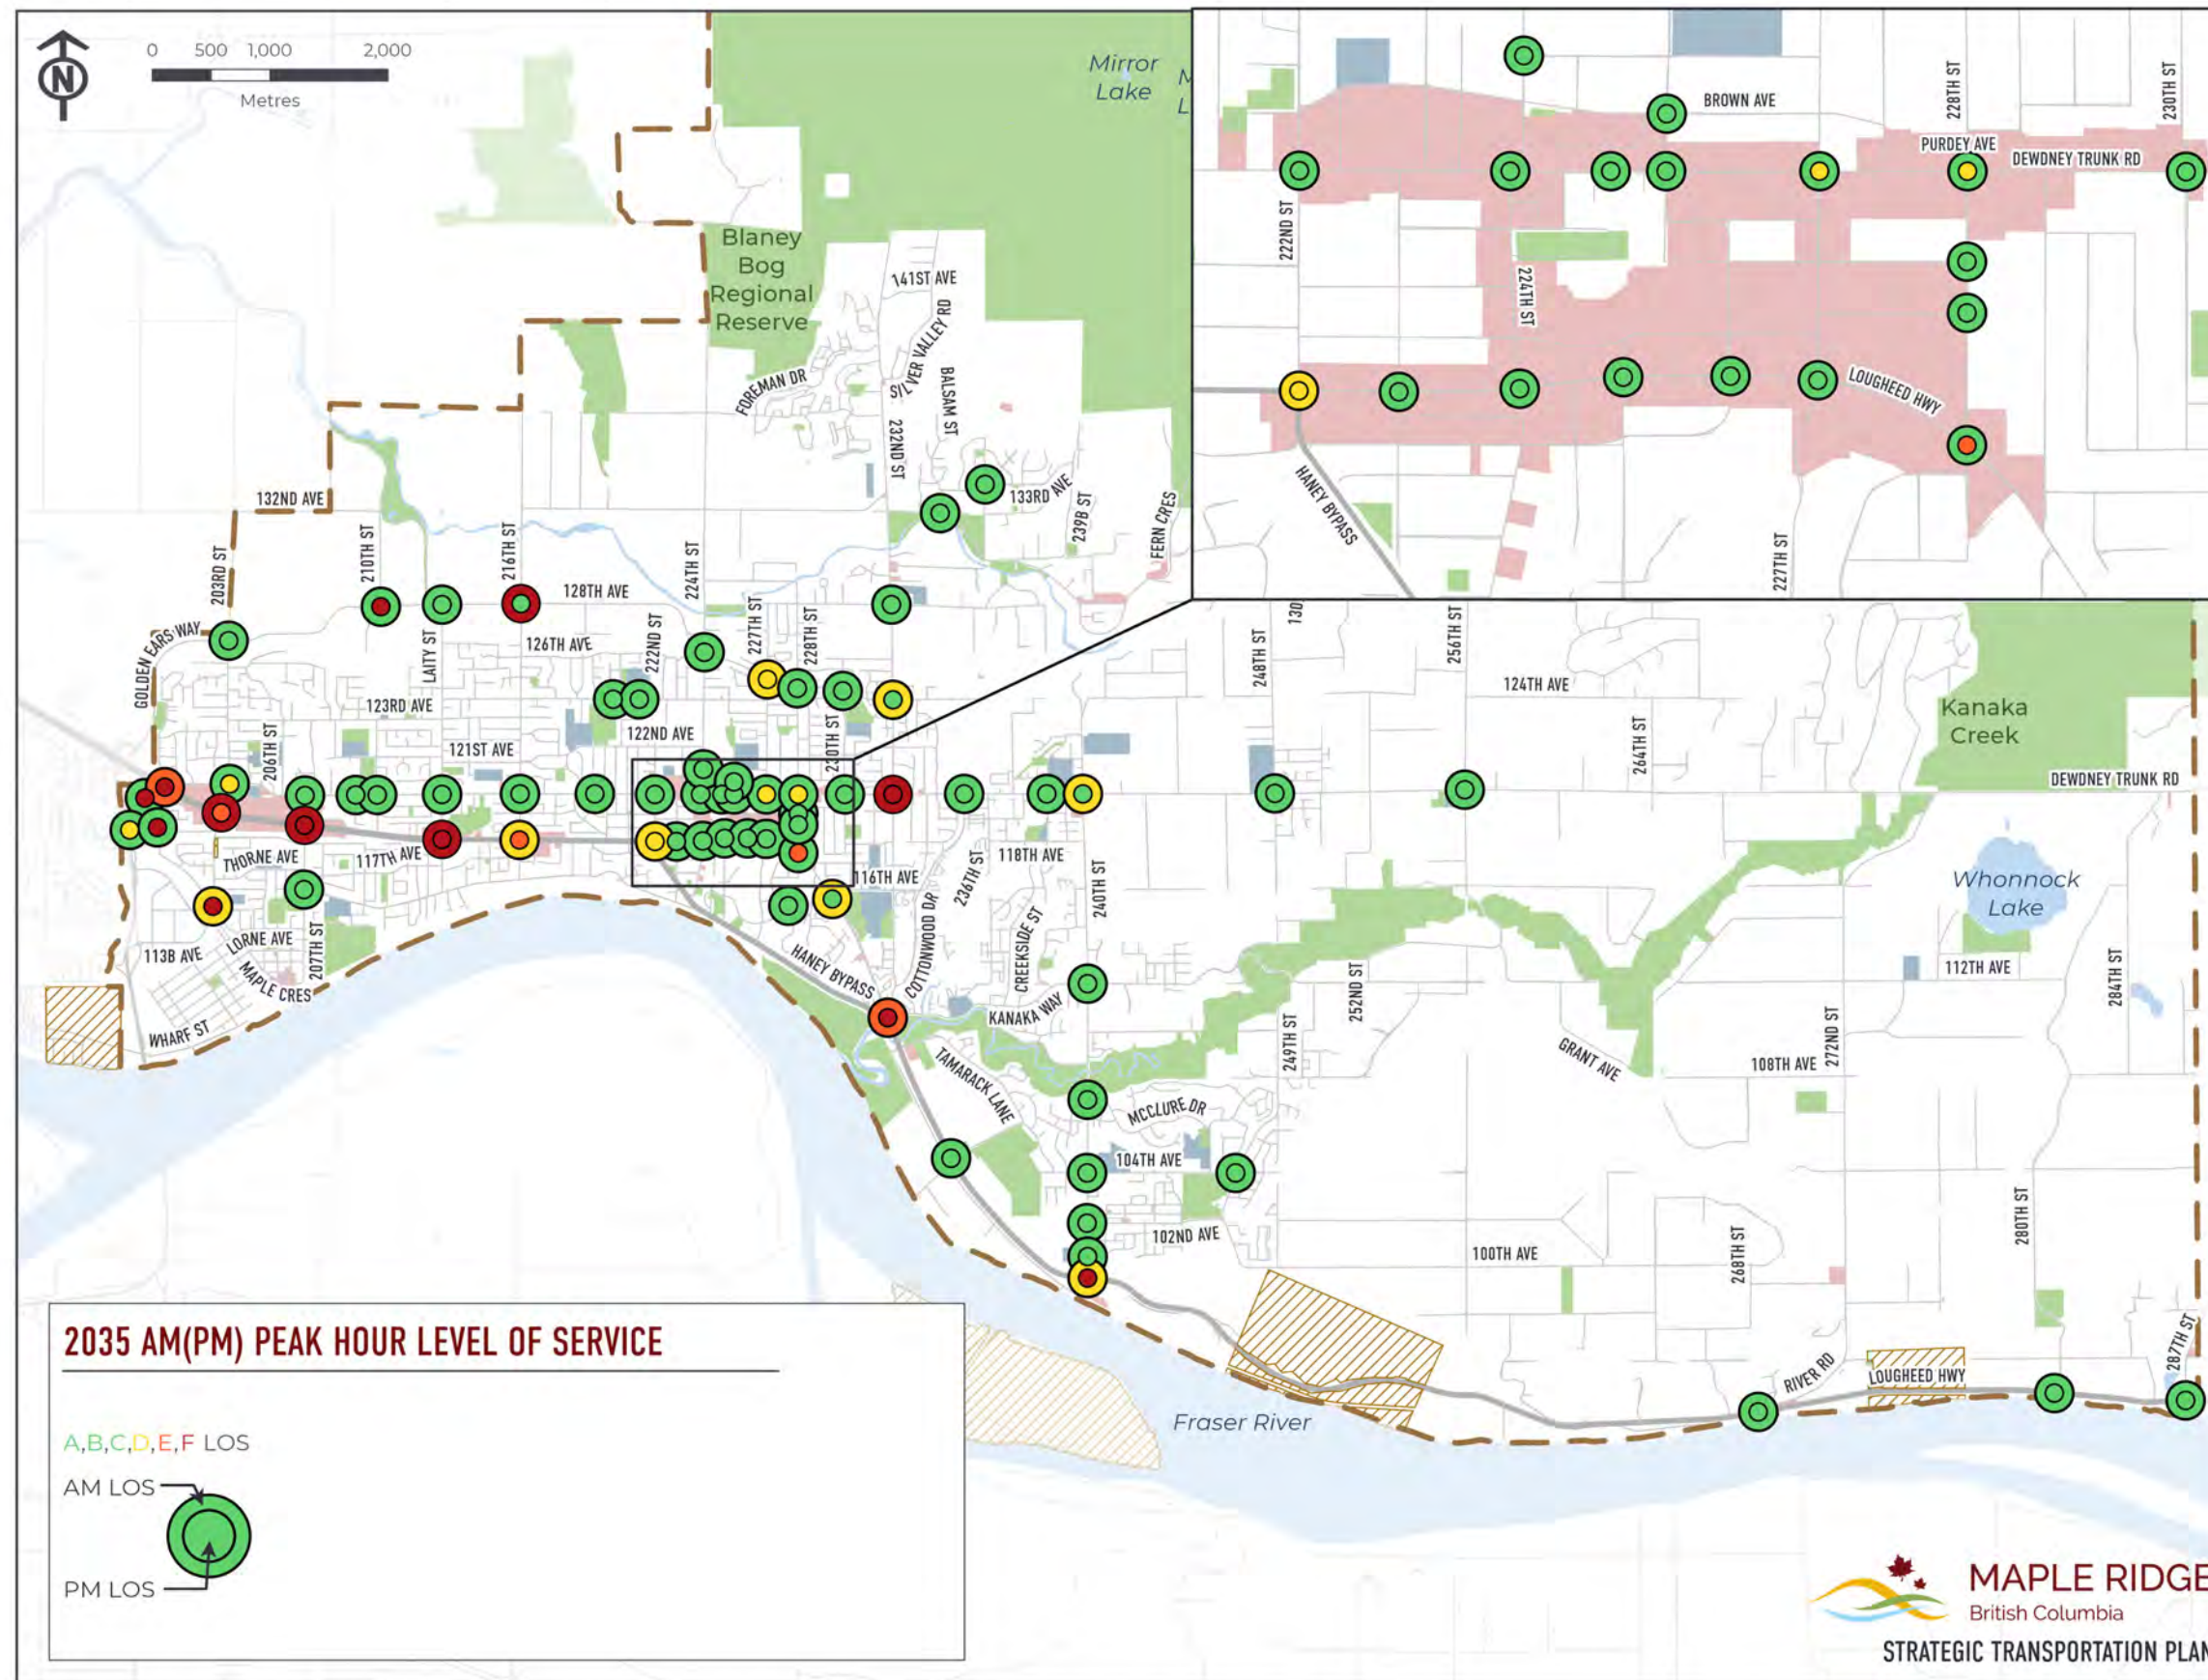 N
0 500 1,000 2,000
Metres
Mirror
Lake
M
L
BROWN AVE
228TH ST
230TH ST
PURDEY AVE
DEWDNEY TRUNK RD
222ND ST
224TH ST
LOUGHEED HWY
HANEY BYPASS
227TH ST
Blaney
Bog
Regional
Reserve
141ST AVE
SILVER VALLEY RD
FOREMAN DR
BALSAM ST
232ND ST
132ND AVE
133RD AVE
239B ST
FERN CRES
203RD ST
210TH ST
216TH ST
224TH ST
128TH AVE
GOLDEN EARS WAY
LAITY ST
126TH AVE
222ND ST
227TH ST
228TH ST
130
248TH ST
256TH ST
124TH AVE
264TH ST
Kanaka
Creek
123RD AVE
122ND AVE
121ST AVE
206TH ST
230TH ST
DEWDNEY TRUNK RD
THORNE AVE
117TH AVE
116TH AVE
118TH AVE
236TH ST
240TH ST
Whonnock
Lake
113B AVE
LORNE AVE
207TH ST
MAPLE CRES
WHARF ST
HANEY BYPASS
COTTONWOOD DR
CREEKSIDE ST
KANAKA WAY
252ND ST
112TH AVE
284TH ST
249TH ST
GRANT AVE
108TH AVE
272ND ST
TAMARACK LANE
MCCLURE DR
104TH AVE
102ND AVE
100TH AVE
268TH ST
280TH ST
287TH ST
RIVER RD
LOUGHEED HWY
Fraser River
2035 AM(PM) PEAK HOUR LEVEL OF SERVICE
A,B,C,D,E,F LOS
AM LOS
PM LOS
MAPLE RIDGE
British Columbia
STRATEGIC TRANSPORTATION PLAN